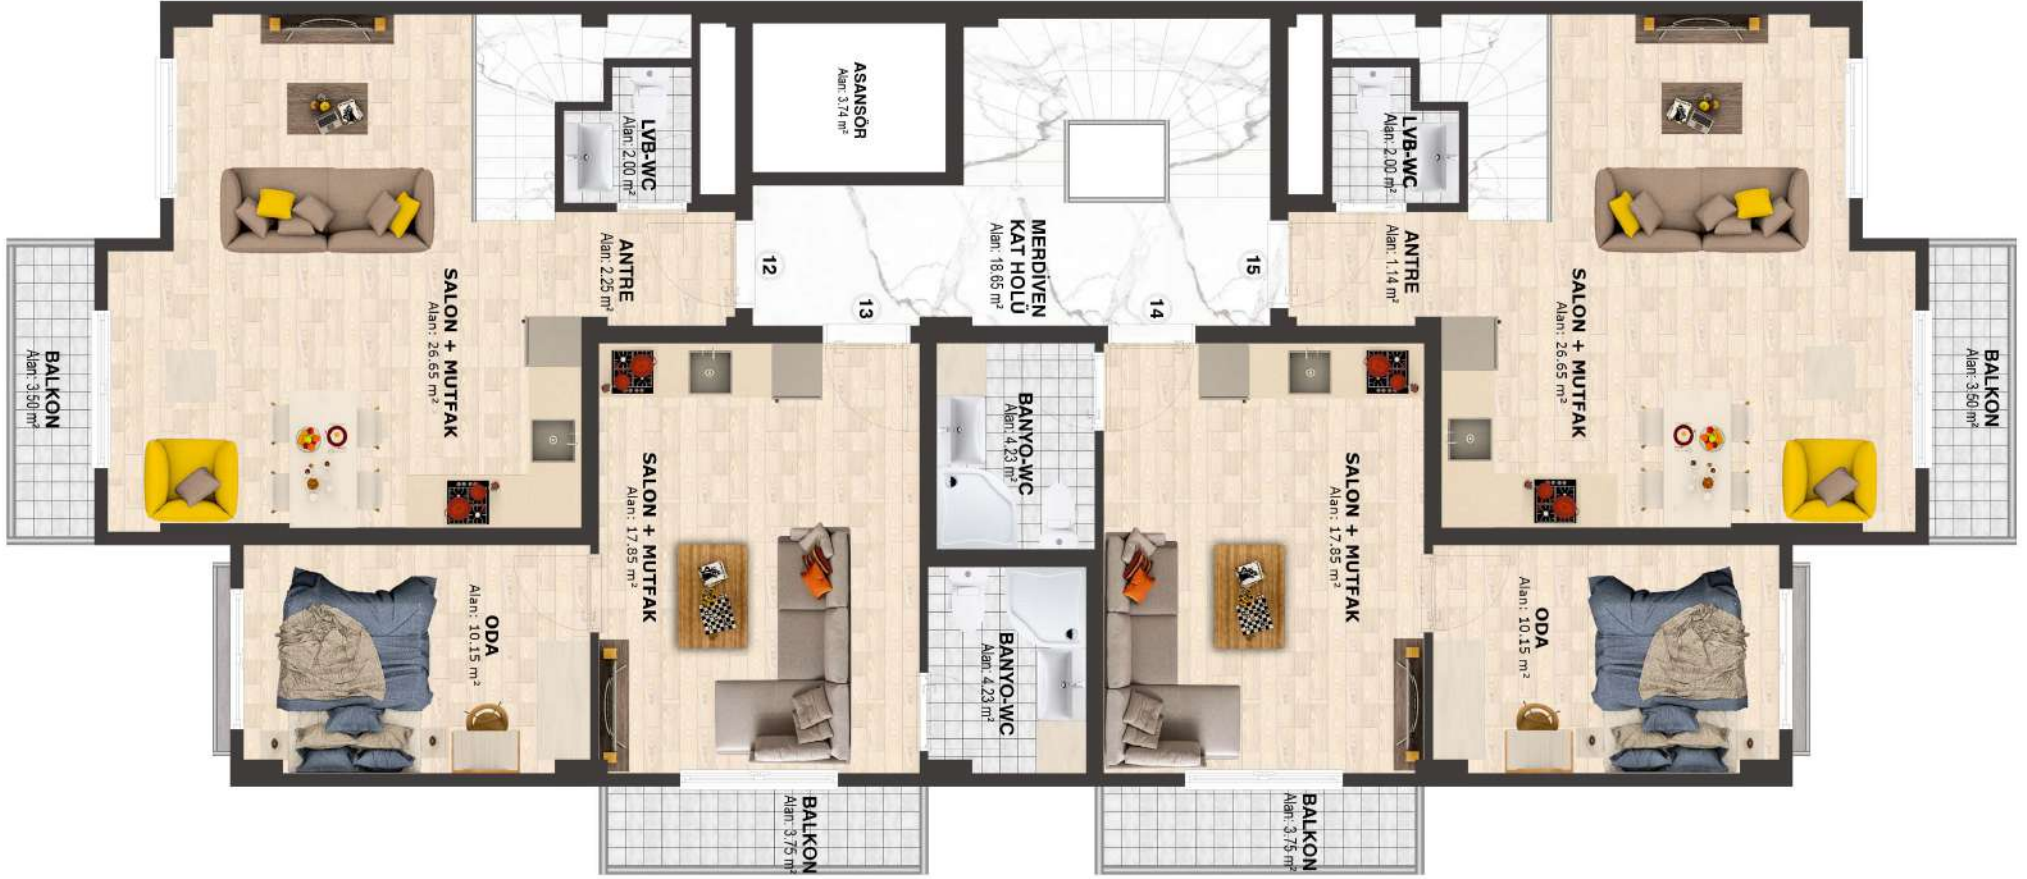 ASANSÖR
Alan: 3.74 m²
LVB-WC
Alan: 2.00 m²
LVB-WC
Alan: 2.00 m²
ANTRE
Alan: 2.25 m²
12
13
MERDİVEN
KAT HOLÜ
Alan: 18.65 m²
14
15
ANTRE
Alan: 1.14 m²
SALON + MUTFAK
Alan: 26.65 m²
SALON + MUTFAK
Alan: 26.65 m²
BALKON
Alan: 3.50 m²
BALKON
Alan: 3.50 m²
SALON + MUTFAK
Alan: 17.85 m²
BANYO-WC
Alan: 4.23 m²
SALON + MUTFAK
Alan: 17.85 m²
ODA
Alan: 10.15 m²
BANYO-WC
Alan: 4.23 m²
ODA
Alan: 10.15 m²
BALKON
Alan: 3.75 m²
BALKON
Alan: 3.75 m²